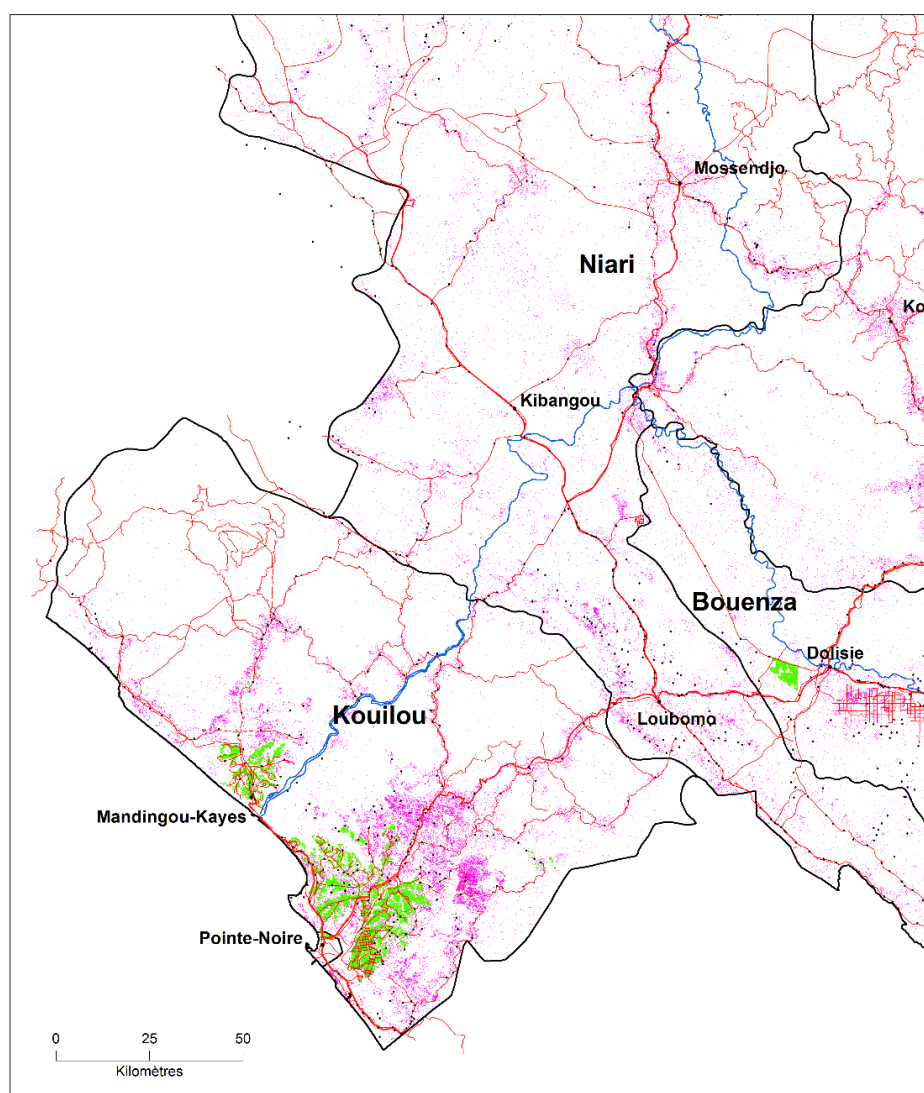 Mossendjo
Niari
Ko
Kibangou
Bouenza
Dolisie
Kouilou
Loubomo
Mandingou-Kayes
Pointe-Noire
0 25 50
Kilomètres